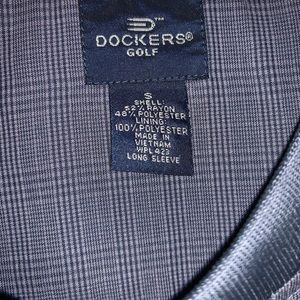 DOCKERS®
GOLF
S
SHELL:
52% RAYON
48% POLYESTER
LINING:
100% POLYESTER
MADE IN
VIETNAM
WPL423
LONG SLEEVE